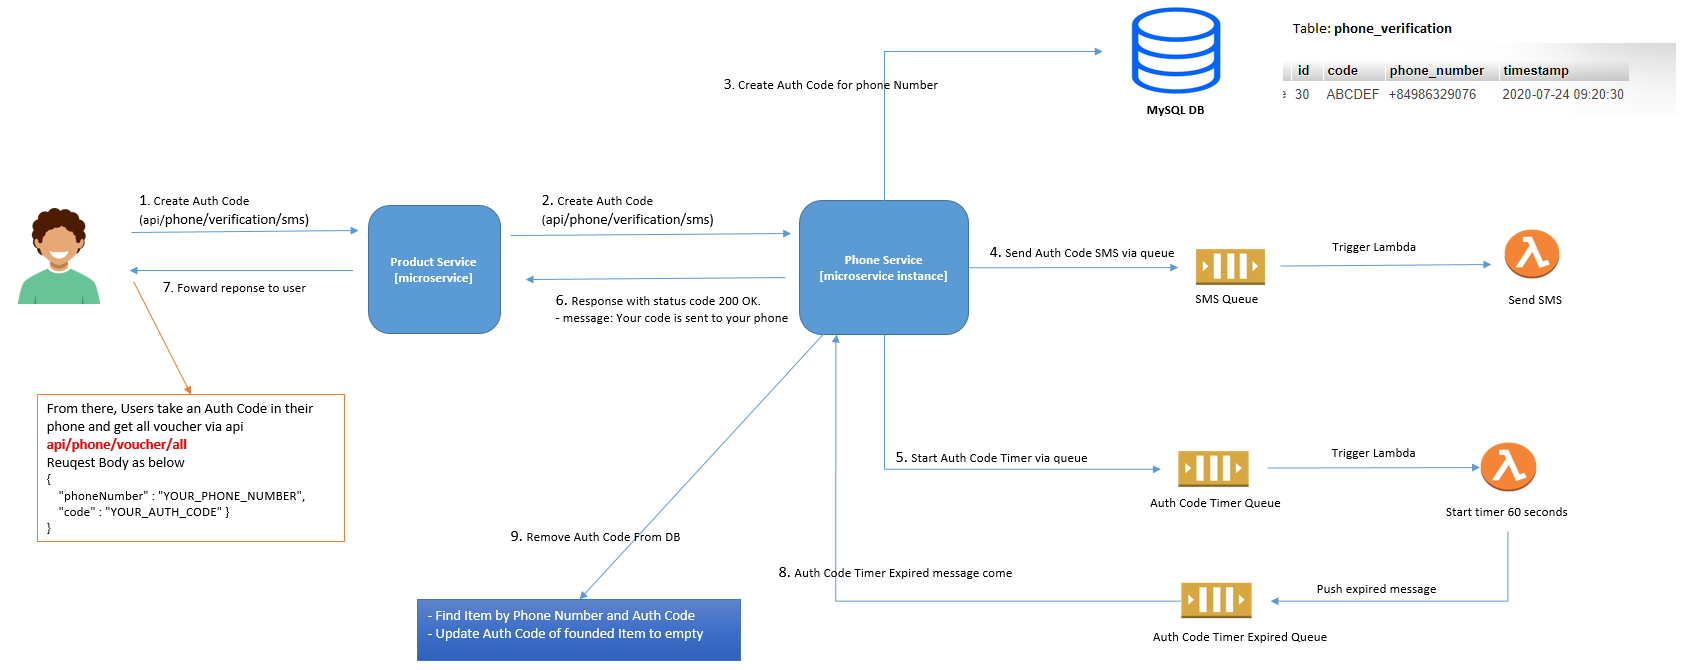 Table: phone_verification
id code phone_number timestamp
30 ABCDEF +84986329076 2020-07-24 09:20:30
3. Create Auth Code for phone Number
MySQL DB
1. Create Auth Code
(api/phone/verification/sms)
2. Create Auth Code
(api/phone/verification/sms)
Product Service
[microservice]
Phone Service
[microservice instance]
4. Send Auth Code SMS via queue
Trigger Lambda
SMS Queue
Send SMS
7. Foward reponse to user
6. Response with status code 200 OK.
- message: Your code is sent to your phone
From there, Users take an Auth Code in their
phone and get all voucher via api
api/phone/voucher/all
Reuqest Body as below
{
"phoneNumber" : "YOUR_PHONE_NUMBER",
"code" : "YOUR_AUTH_CODE" }
}
5. Start Auth Code Timer via queue
Trigger Lambda
Auth Code Timer Queue
Start timer 60 seconds
9. Remove Auth Code From DB
8. Auth Code Timer Expired message come
Push expired message
Auth Code Timer Expired Queue
- Find Item by Phone Number and Auth Code
- Update Auth Code of founded Item to empty